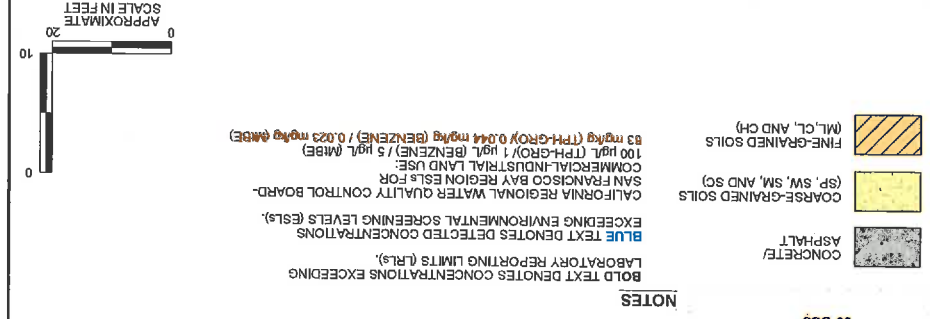 NOTES
BOLD TEXT DENOTES CONCENTRATIONS EXCEEDING
LABORATORY REPORTING LIMITS (LRLs).
BLUE TEXT DENOTES DETECTED CONCENTRATIONS
EXCEEDING ENVIRONMENTAL SCREENING LEVELS (ESLs).
CALIFORNIA REGIONAL WATER QUALITY CONTROL BOARD-
SAN FRANCISCO BAY REGION ESLs FOR
COMMERCIAL-INDUSTRIAL LAND USE:
100 µg/L (TPH-GRO)/ 1 µg/L (BENZENE) / 5 µg/L (MtBE)
83 mg/kg (TPH-GRO)/ 0.044 mg/kg (BENZENE) / 0.023 mg/kg (MtBE)
CONCRETE/
ASPHALT
COARSE-GRAINED SOILS
(SP, SW, SM, AND SC)
FINE-GRAINED SOILS
(ML,CL, AND CH)
0
10
0
20
APPROXIMATE
SCALE IN FEET